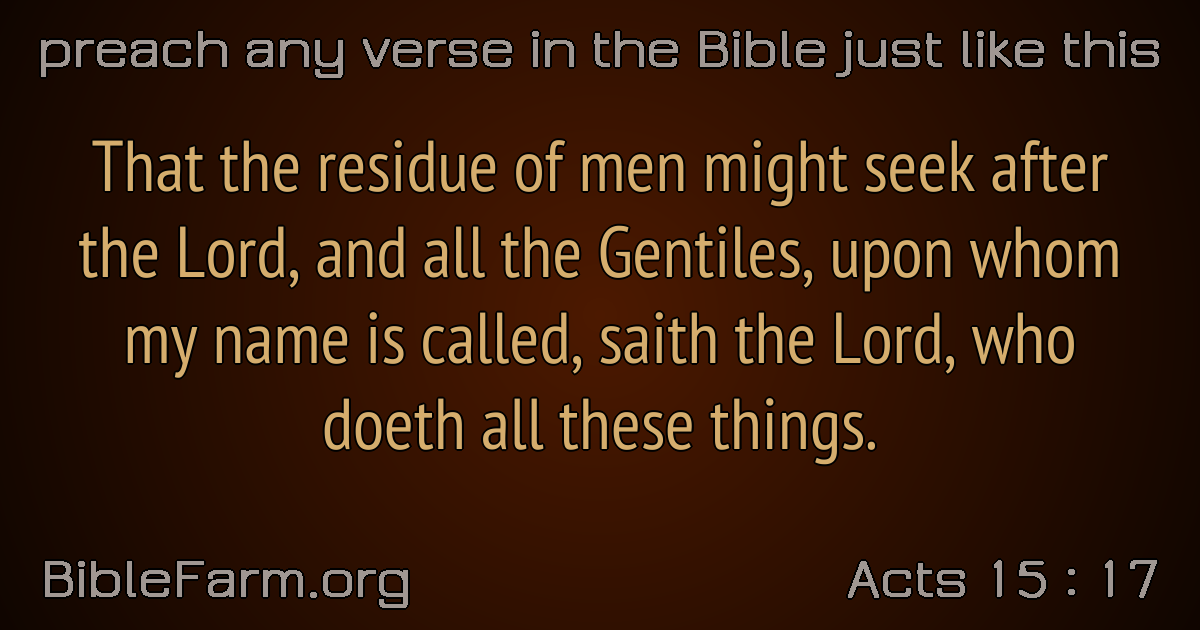 preach any verse in the Bible just like this
That the residue of men might seek after
the Lord, and all the Gentiles, upon whom
my name is called, saith the Lord, who
doeth all these things.
BibleFarm.org
Acts 15 : 17